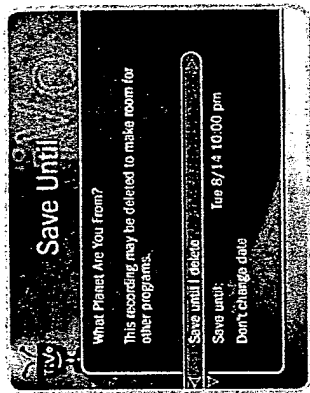 TiVo
Save Until
What Planet Are You From?
This recording may be deleted to make room for
other programs.
Save until I delete
Save until: Tue 8/14 10:00 pm
Don't change date